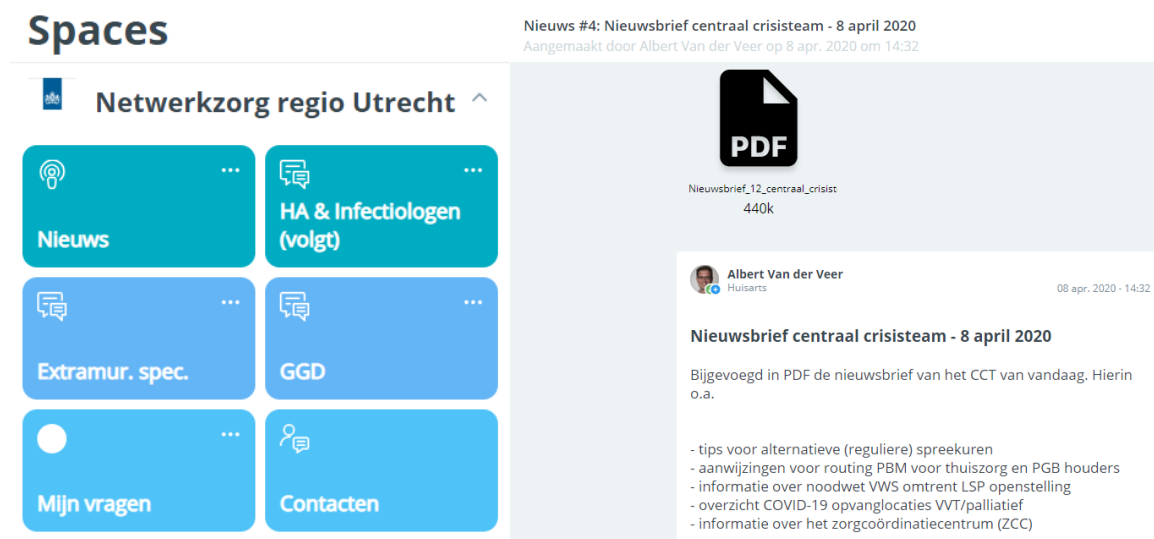 Spaces
Netwerkzorg regio Utrecht
Nieuws
HA & Infectiologen
(volgt)
Extramur. spec.
GGD
Mijn vragen
Contacten
Nieuws #4: Nieuwsbrief centraal crisisteam - 8 april 2020
Aangemaakt door Albert Van der Veer op 8 apr. 2020 om 14:32
PDF
Nieuwsbrief_12_centraal_crisist
440k
Albert Van der Veer
Huisarts
08 apr. 2020 - 14:32
Nieuwsbrief centraal crisisteam - 8 april 2020
Bijgevoegd in PDF de nieuwsbrief van het CCT van vandaag. Hierin
o.a.
- tips voor alternatieve (reguliere) spreekuren
- aanwijzingen voor routing PBM voor thuiszorg en PGB houders
- informatie over noodwet VWS omtrent LSP openstelling
- overzicht COVID-19 opvanglocaties VVT/palliatief
- informatie over het zorgcoördinatiecentrum (ZCC)